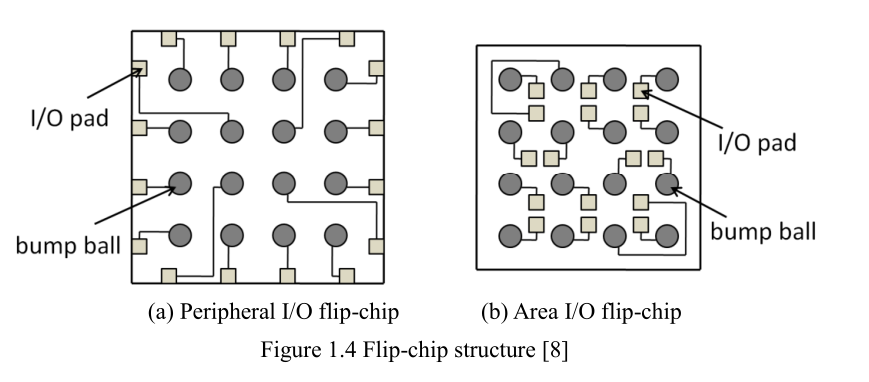 I/O pad
bump ball
I/O pad
bump ball
(a) Peripheral I/O flip-chip
(b) Area I/O flip-chip
Figure 1.4 Flip-chip structure [8]